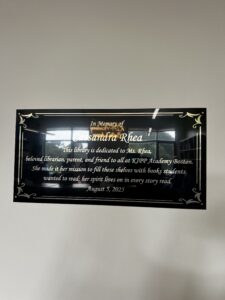 In Memory of
Cassandra Rhea
This library is dedicated to Ms. Rhea,
beloved librarian, parent, and friend to all at KIPP Academy Boston.
She made it her mission to fill these shelves with books students
wanted to read; her spirit lives on in every story read.
August 5, 2025